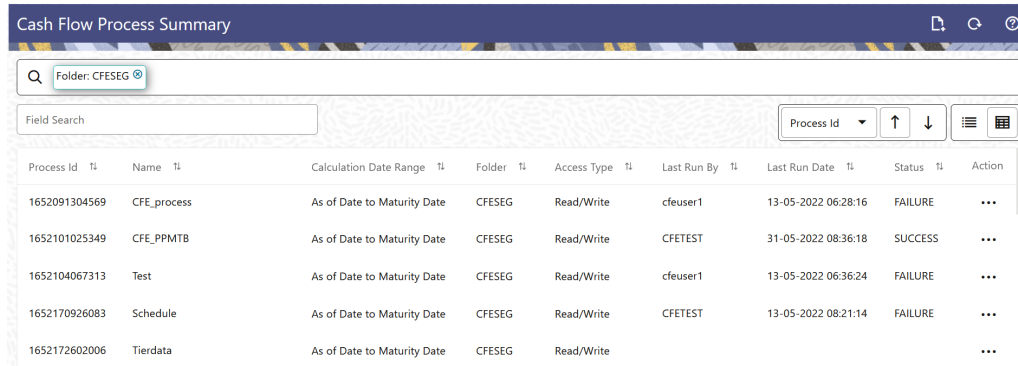 Cash Flow Process Summary
Folder: CFESEG
Field Search
Process Id
Process Id Name Calculation Date Range Folder Access Type Last Run By Last Run Date Status Action
1652091304569 CFE_process As of Date to Maturity Date CFESEG Read/Write cfeuser1 13-05-2022 06:28:16 FAILURE
1652101025349 CFE_PPMTB As of Date to Maturity Date CFESEG Read/Write CFETEST 31-05-2022 08:36:18 SUCCESS
1652104067313 Test As of Date to Maturity Date CFESEG Read/Write cfeuser1 13-05-2022 06:36:24 FAILURE
1652170926083 Schedule As of Date to Maturity Date CFESEG Read/Write CFETEST 13-05-2022 08:21:14 FAILURE
1652172602006 Tierdata As of Date to Maturity Date CFESEG Read/Write